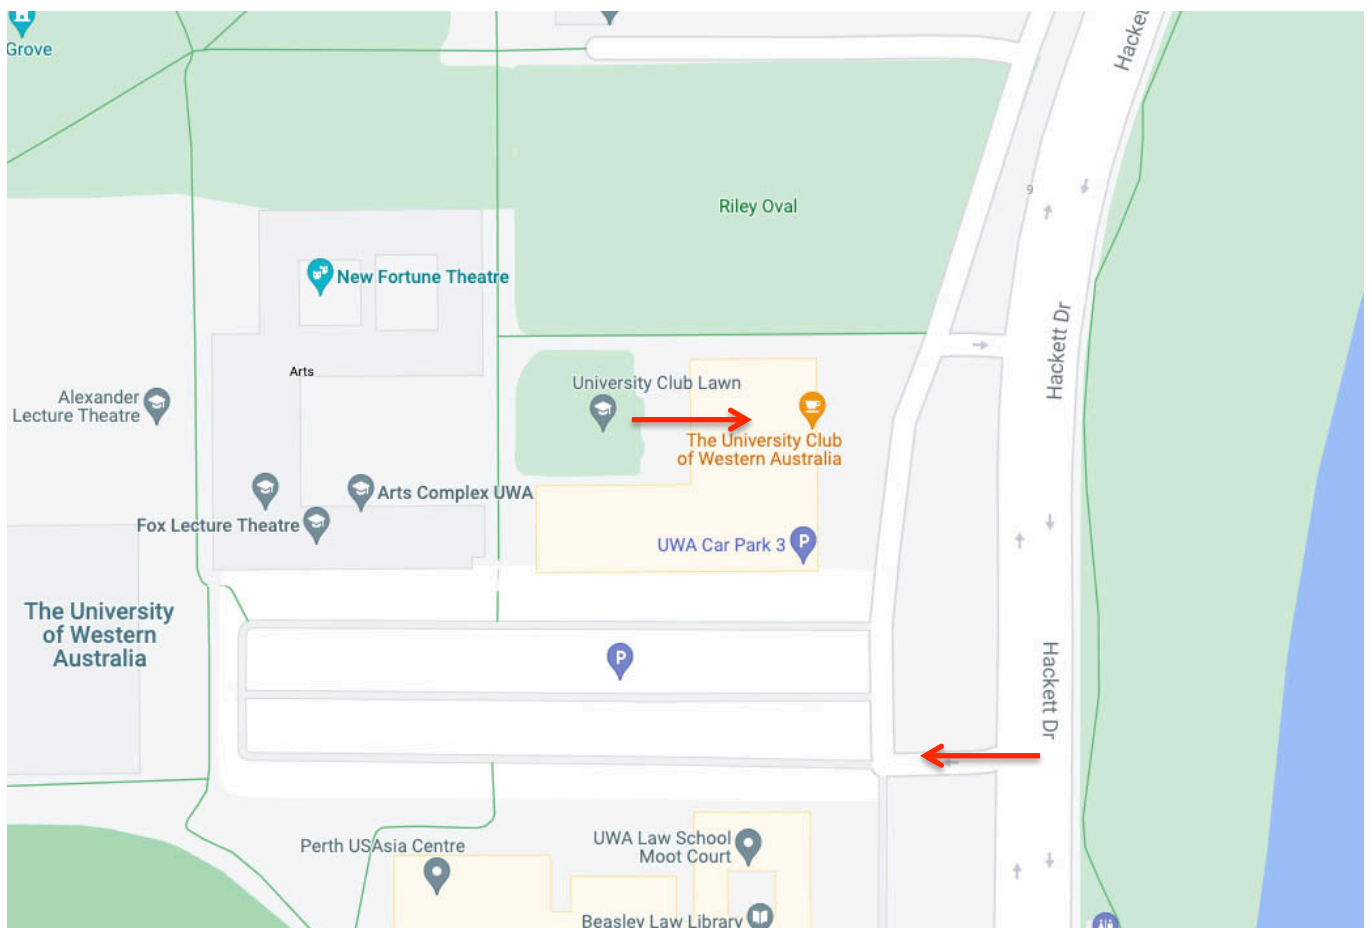 Grove
Hackett
Riley Oval
9
New Fortune Theatre
Hackett Dr
Arts
University Club Lawn
Alexander
Lecture Theatre
The University Club
of Western Australia
Arts Complex UWA
Fox Lecture Theatre
UWA Car Park 3
P
The University
of Western
Australia
P
Hackett Dr
UWA Law School
Moot Court
Perth USAsia Centre
Beasley Law Library